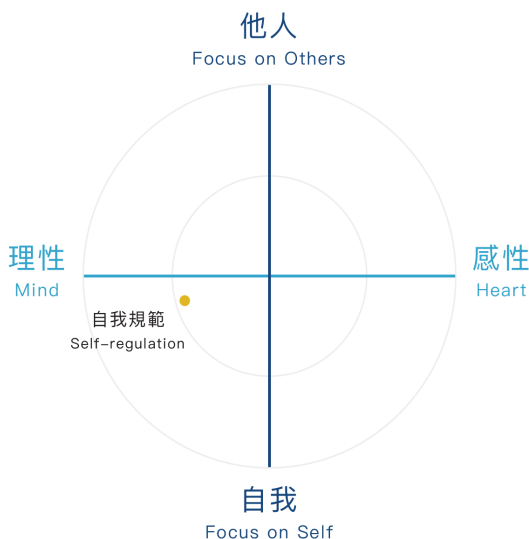 他人
Focus on Others
理性
Mind
感性
Heart
自我規範
Self-regulation
自我
Focus on Self